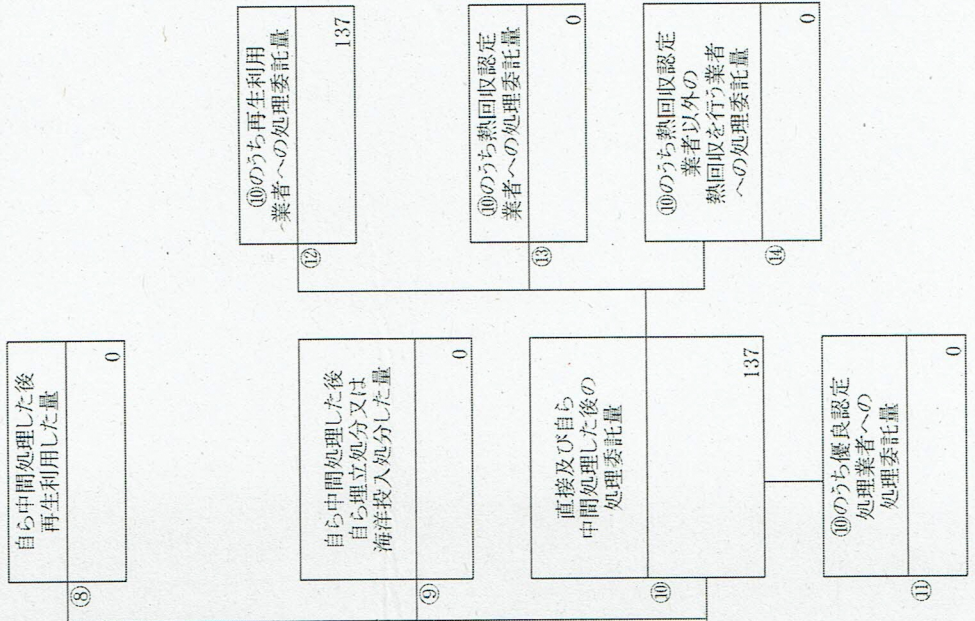 ⑧
自ら中間処理した後
再生利用した量
0
⑨
自ら中間処理した後
自ら埋立処分又は
海洋投入処分した量
0
⑩
直接及び自ら
中間処理した後の
処理委託量
137
⑪
⑩のうち優良認定
処理業者への
処理委託量
0
⑫
⑩のうち再生利用
業者への処理委託量
137
⑬
⑩のうち熱回収認定
業者への処理委託量
0
⑭
⑩のうち熱回収認定
業者以外の
熱回収を行う業者
への処理委託量
0